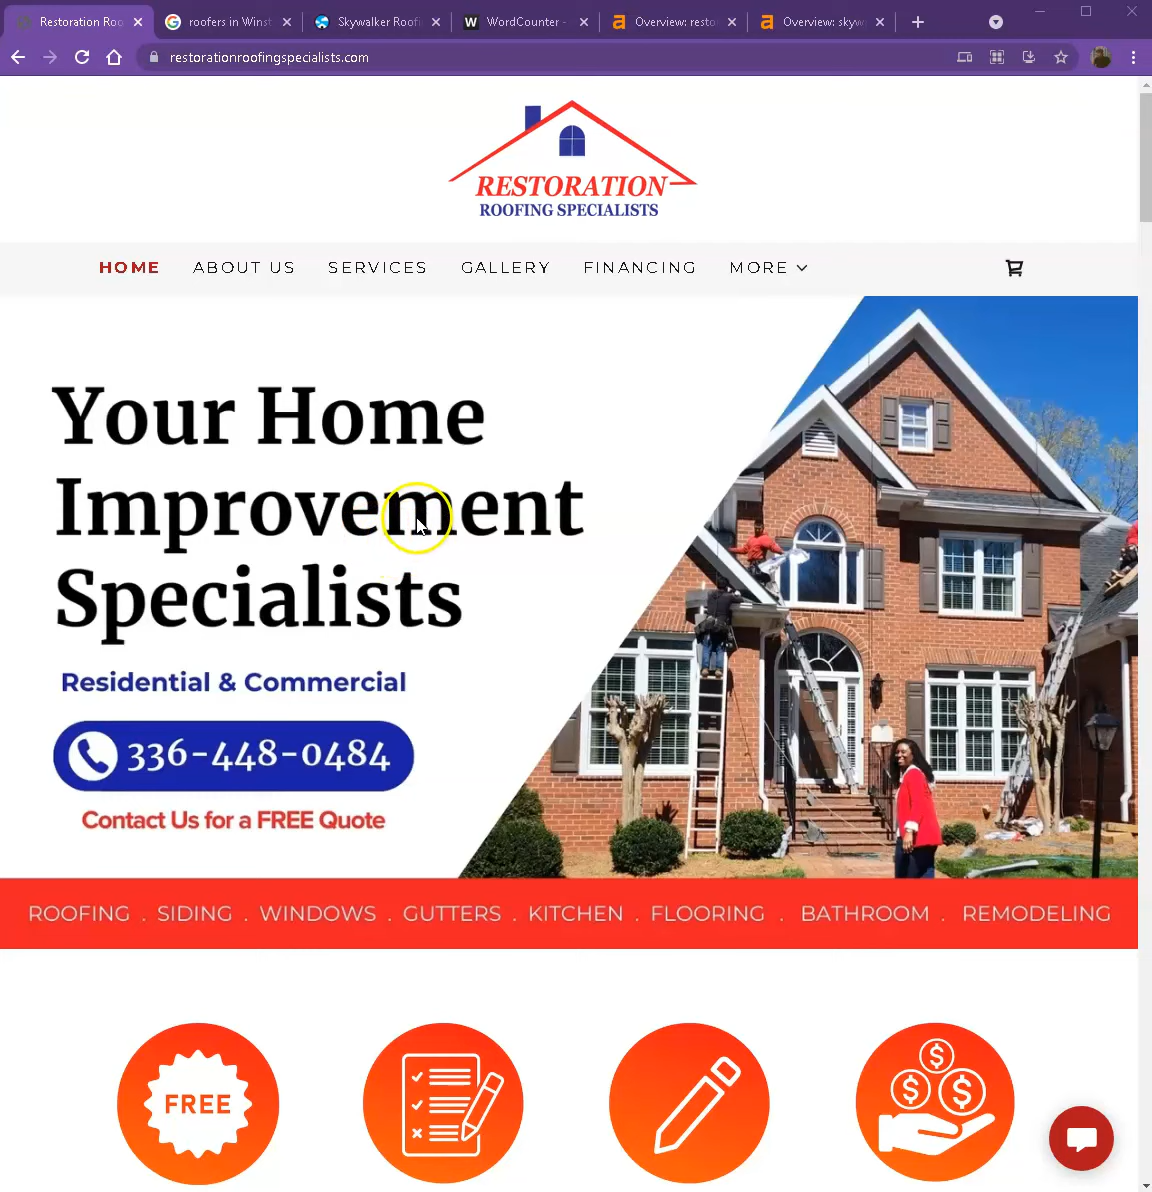 Restoration Roo
roofers in Winst
Skywalker Roofi
WordCounter -
Overview: resto
Overview: skyw
restorationroofingspecialists.com
RESTORATION
ROOFING SPECIALISTS
HOME ABOUT US SERVICES GALLERY FINANCING MORE
Your Home
Improvement
Specialists
Residential & Commercial
336-448-0484
Contact Us for a FREE Quote
ROOFING . SIDING . WINDOWS . GUTTERS . KITCHEN . FLOORING . BATHROOM . REMODELING
FREE